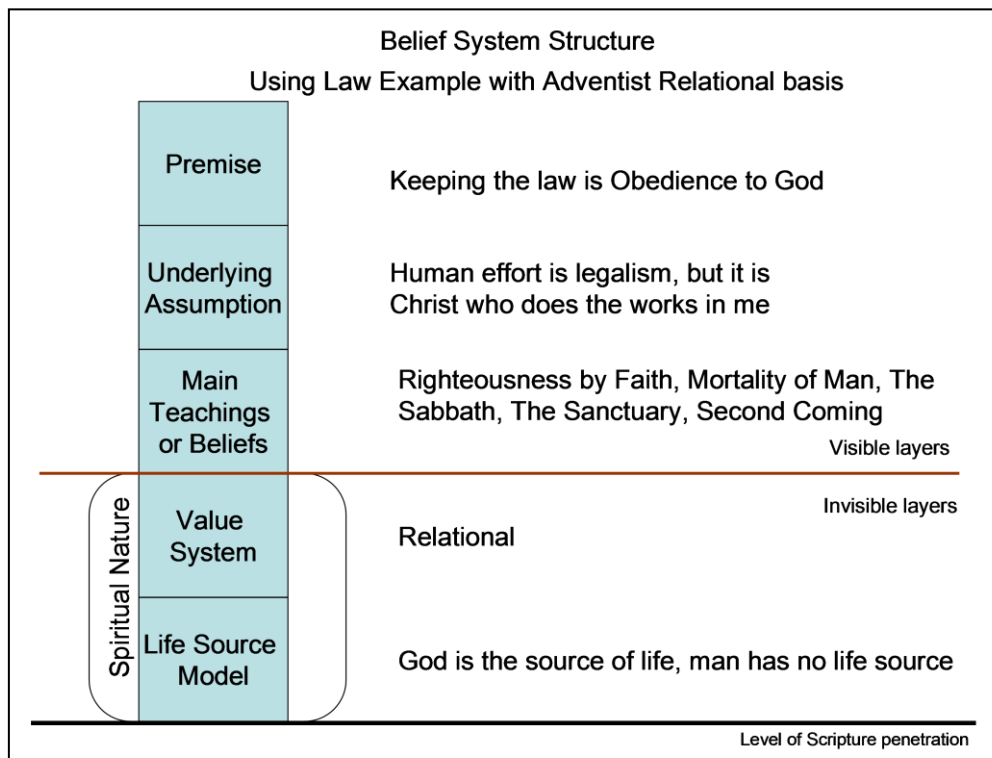 Belief System Structure
Using Law Example with Adventist Relational basis
Premise
Keeping the law is Obedience to God
Underlying
Assumption
Human effort is legalism, but it is
Christ who does the works in me
Main
Teachings
or Beliefs
Righteousness by Faith, Mortality of Man, The
Sabbath, The Sanctuary, Second Coming
Visible layers
Invisible layers
Spiritual Nature
Value
System
Relational
Life Source
Model
God is the source of life, man has no life source
Level of Scripture penetration